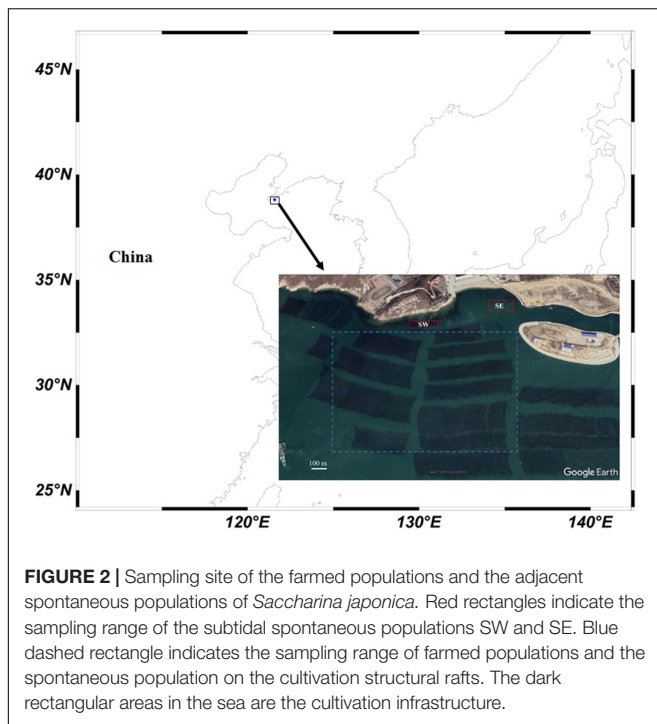 45°N
40°N
China
35°N
SE
SW
30°N
100 m
Google Earth
25°N
120°E 130°E 140°E
FIGURE 2 | Sampling site of the farmed populations and the adjacent
spontaneous populations of Saccharina japonica. Red rectangles indicate the
sampling range of the subtidal spontaneous populations SW and SE. Blue
dashed rectangle indicates the sampling range of farmed populations and the
spontaneous population on the cultivation structural rafts. The dark
rectangular areas in the sea are the cultivation infrastructure.